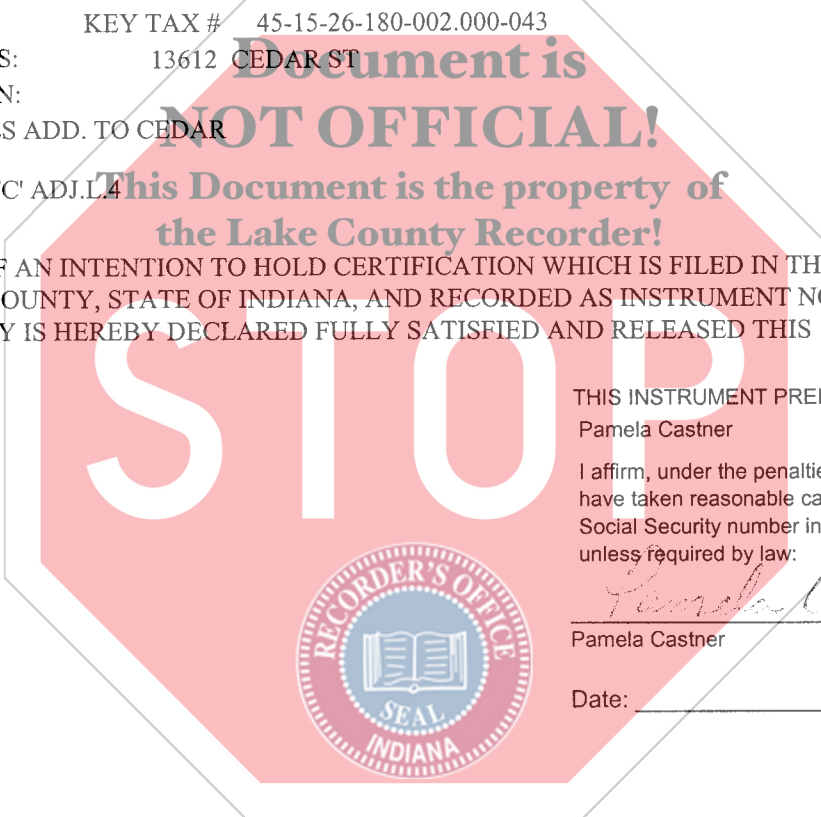 KEY TAX # 45-15-26-180-002.000-043
S: 13612 CEDAR ST
N:
S ADD. TO CEDAR
C' ADJ.L.4
Document is
NOT OFFICIAL!
This Document is the property of
the Lake County Recorder!
F AN INTENTION TO HOLD CERTIFICATION WHICH IS FILED IN TH
OUNTY, STATE OF INDIANA, AND RECORDED AS INSTRUMENT NO
Y IS HEREBY DECLARED FULLY SATISFIED AND RELEASED THIS
STOP
THIS INSTRUMENT PREI
Pamela Castner
I affirm, under the penaltie
have taken reasonable ca
Social Security number in
unless required by law:
Pamela C
Pamela Castner
Date:
RECORDER'S OFFICE
SEAL
INDIANA